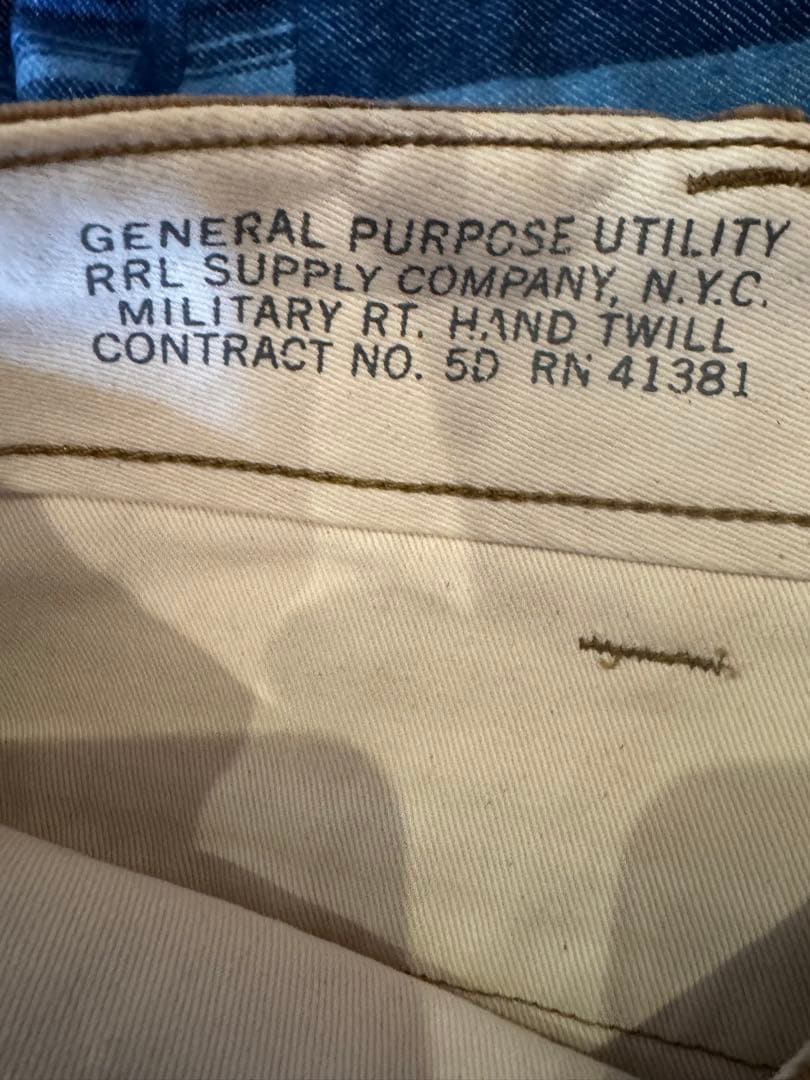 GENERAL PURPOSE UTILITY
RRL SUPPLY COMPANY, N.Y.C.
MILITARY RT. HAND TWILL
CONTRACT NO. 5D RN 41381